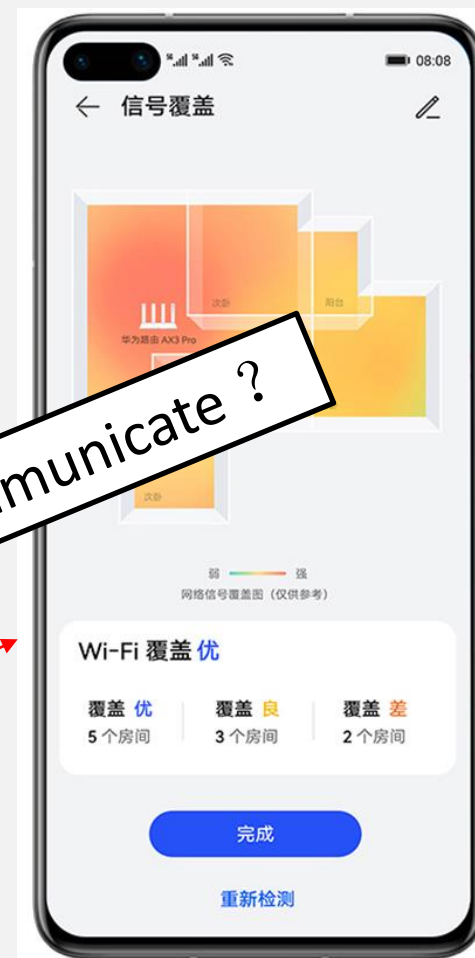 08:08
信号覆盖
次卧
阳台
华为路由 AX3 Pro
municate ?
次卧
弱 强
网络信号覆盖图（仅供参考）
Wi-Fi 覆盖 优
覆盖 优 覆盖 良 覆盖 差
5 个房间 3 个房间 2 个房间
完成
重新检测